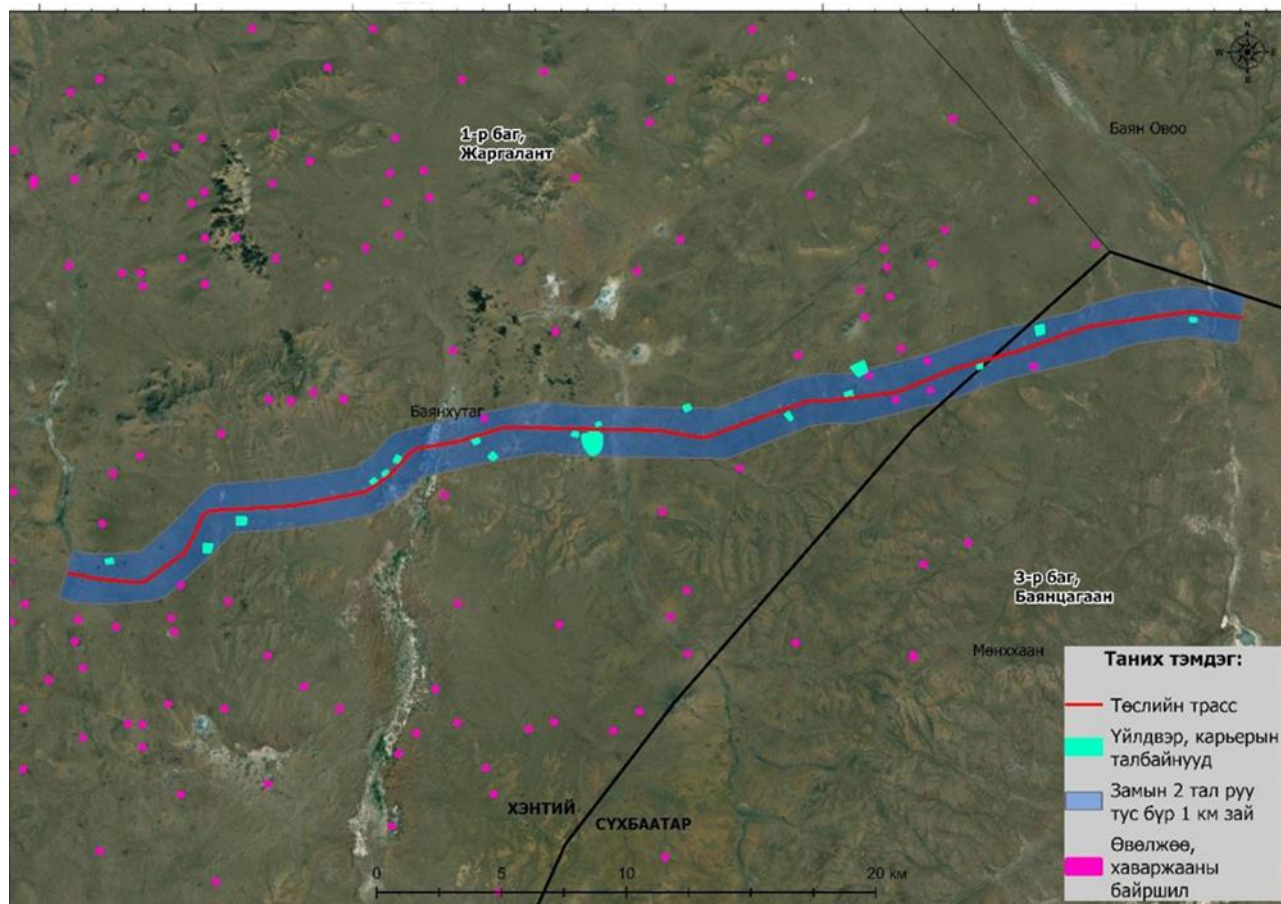 N
W
E
1-р баг,
Жаргалант
Баян Овоо
Баянхутаг
3-р баг,
Баянцагаан
Мөнххаан
ХЭНТИЙ
СҮХБААТАР
0 5 10 20 км
Таних тэмдэг:
Төслийн трасс
Үйлдвэр, карьерын
талбайнууд
Замын 2 тал руу
тус бүр 1 км зай
Өвөлжөө,
хаваржааны
байршил